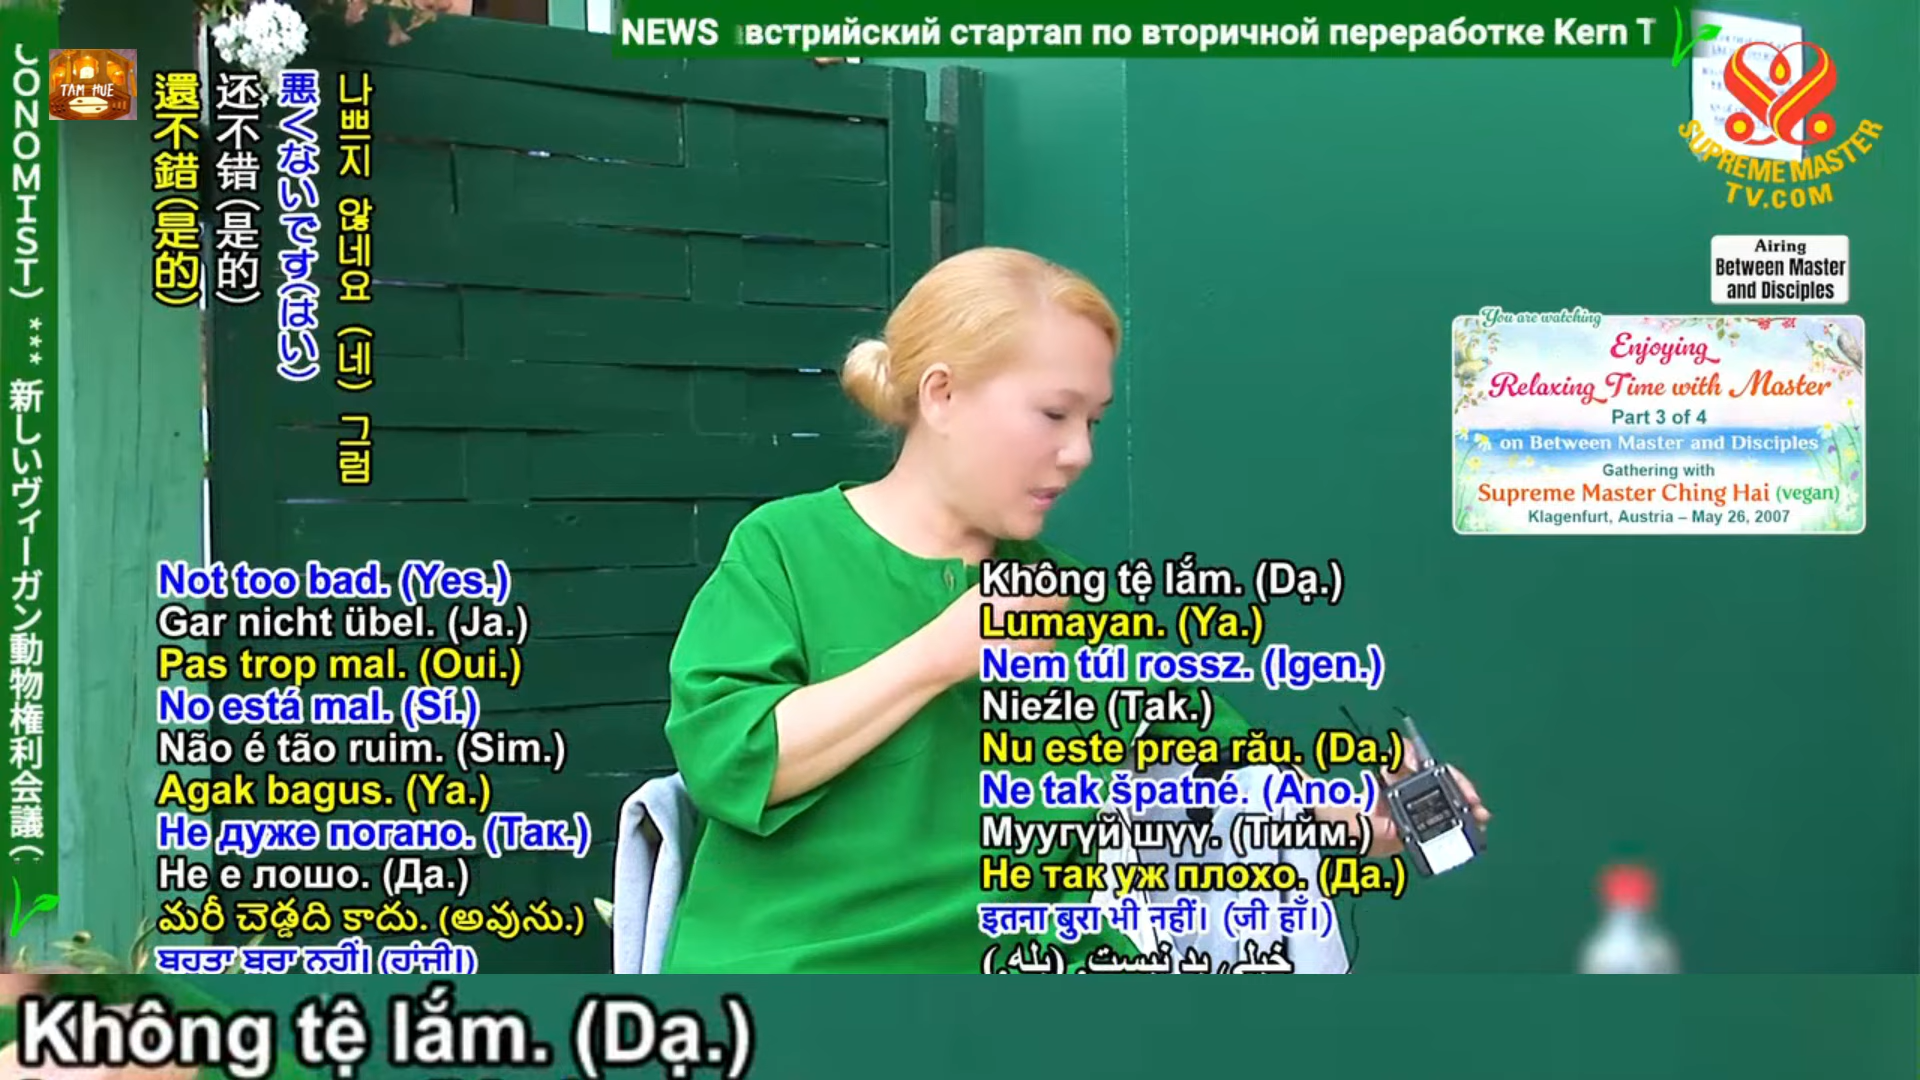 NEWS встрийский стартап по вторичной переработке Kern T
CONOMIST) *** 新しいヴィーガン動物権利会議(
TAM HUE
還不錯(是的)
还不错(是的)
悪くないです(はい)
나쁘지 않네요 (네) 그럼
SUPREME MASTER
TV.COM
Airing
Between Master
and Disciples
You are watching
Enjoying
Relaxing Time with Master
Part 3 of 4
on Between Master and Disciples
Gathering with
Supreme Master Ching Hai (vegan)
Klagenfurt, Austria – May 26, 2007
Not too bad. (Yes.)
Gar nicht übel. (Ja.)
Pas trop mal. (Oui.)
No está mal. (Sí.)
Não é tão ruim. (Sim.)
Agak bagus. (Ya.)
Не дуже погано. (Так.)
Не е лошо. (Да.)
మరీ చెడ్డది కాదు. (అవును.)
ਬਹੁਤਾ ਬੁਰਾ ਨਹੀਂ। (ਹਾਂਜੀ।)
Không tệ lắm. (Dạ.)
Lumayan. (Ya.)
Nem túl rossz. (Igen.)
Nieźle (Tak.)
Nu este prea rău. (Da.)
Ne tak špatné. (Ano.)
Муугүй шүү. (Тийм.)
Не так уж плохо. (Да.)
इतना बुरा भी नहीं। (जी हाँ।)
خیلی بد نیست. (بله.)
Không tệ lắm. (Dạ.)